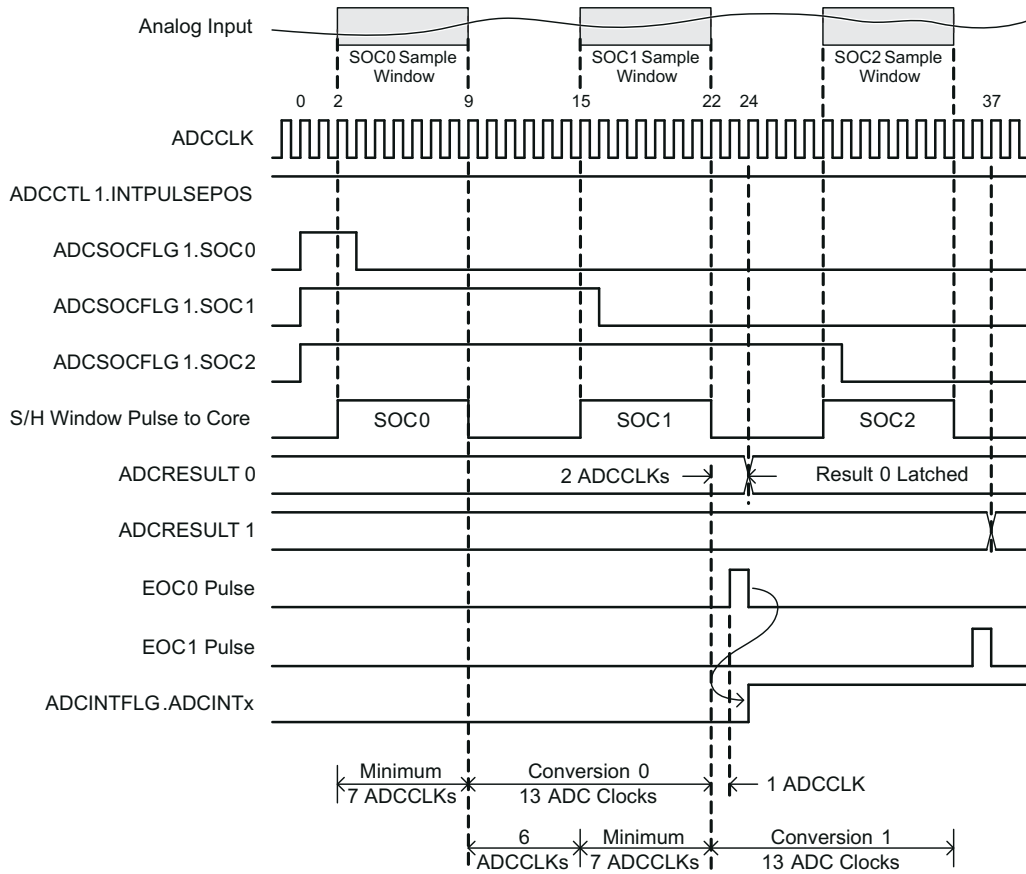 Analog Input
SOC0 Sample
Window
SOC1 Sample
Window
SOC2 Sample
Window
0 2 9 15 22 24 37
ADCCLK
ADCCTL 1.INTPULSEPOS
ADCSOCFLG 1.SOC0
ADCSOCFLG 1.SOC1
ADCSOCFLG 1.SOC2
S/H Window Pulse to Core
SOC0
SOC1
SOC2
ADCRESULT 0
2 ADCCLKs
Result 0 Latched
ADCRESULT 1
EOC0 Pulse
EOC1 Pulse
ADCINTFLG.ADCINTx
Minimum
7 ADCCLKs
Conversion 0
13 ADC Clocks
1 ADCCLK
6
ADCCLKs
Minimum
7 ADCCLKs
Conversion 1
13 ADC Clocks